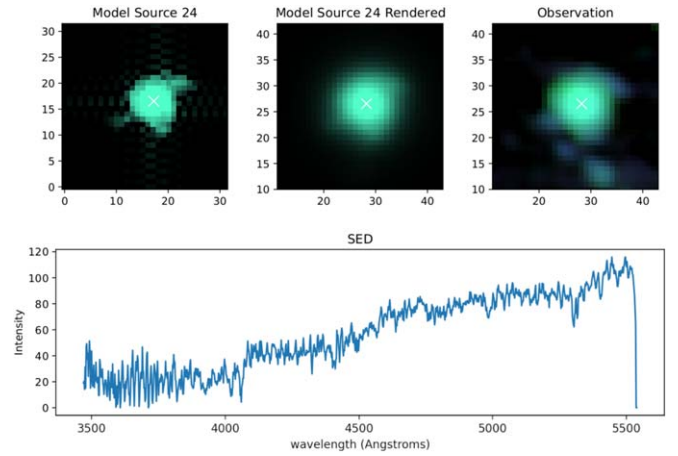 Model Source 24
Model Source 24 Rendered
Observation
30
25
20
15
10
5
0
0 10 20 30
40
35
30
25
20
15
10
20 30 40
40
35
30
25
20
15
10
20 30 40
SED
Intensity
120
100
80
60
40
20
0
3500 4000 4500 5000 5500
wavelength (Angstroms)